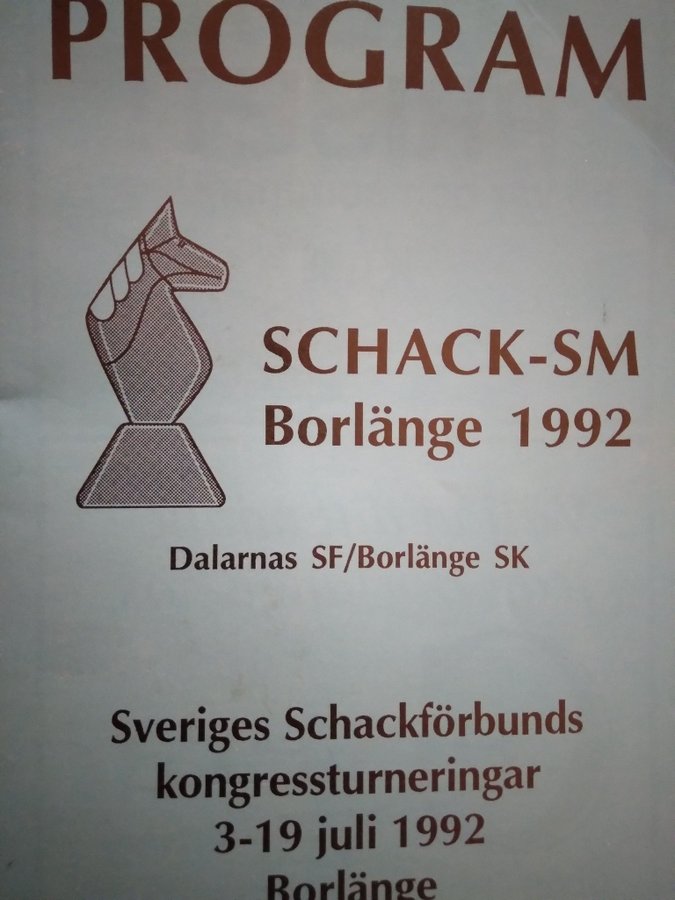 PROGRAM
SCHACK-SM
Borlänge 1992
Dalarnas SF/Borlänge SK
Sveriges Schackförbunds
kongressturneringar
3-19 juli 1992
Borlänge